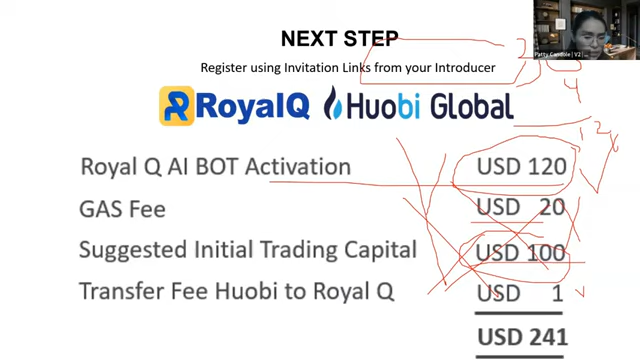 NEXT STEP
Register using Invitation Links from your Introducer
RoyalQ Huobi Global
Royal Q AI BOT Activation USD 120
GAS Fee USD 20
Suggested Initial Trading Capital USD 100
Transfer Fee Huobi to Royal Q USD 1
USD 241
Patty Candole | V2 |